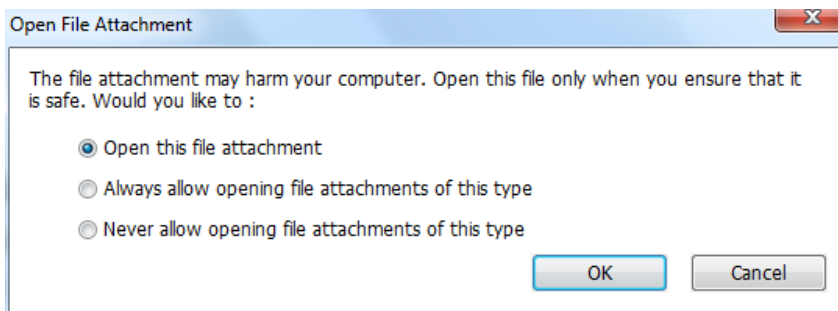 Open File Attachment
The file attachment may harm your computer. Open this file only when you ensure that it
is safe. Would you like to :
Open this file attachment
Always allow opening file attachments of this type
Never allow opening file attachments of this type
OK Cancel